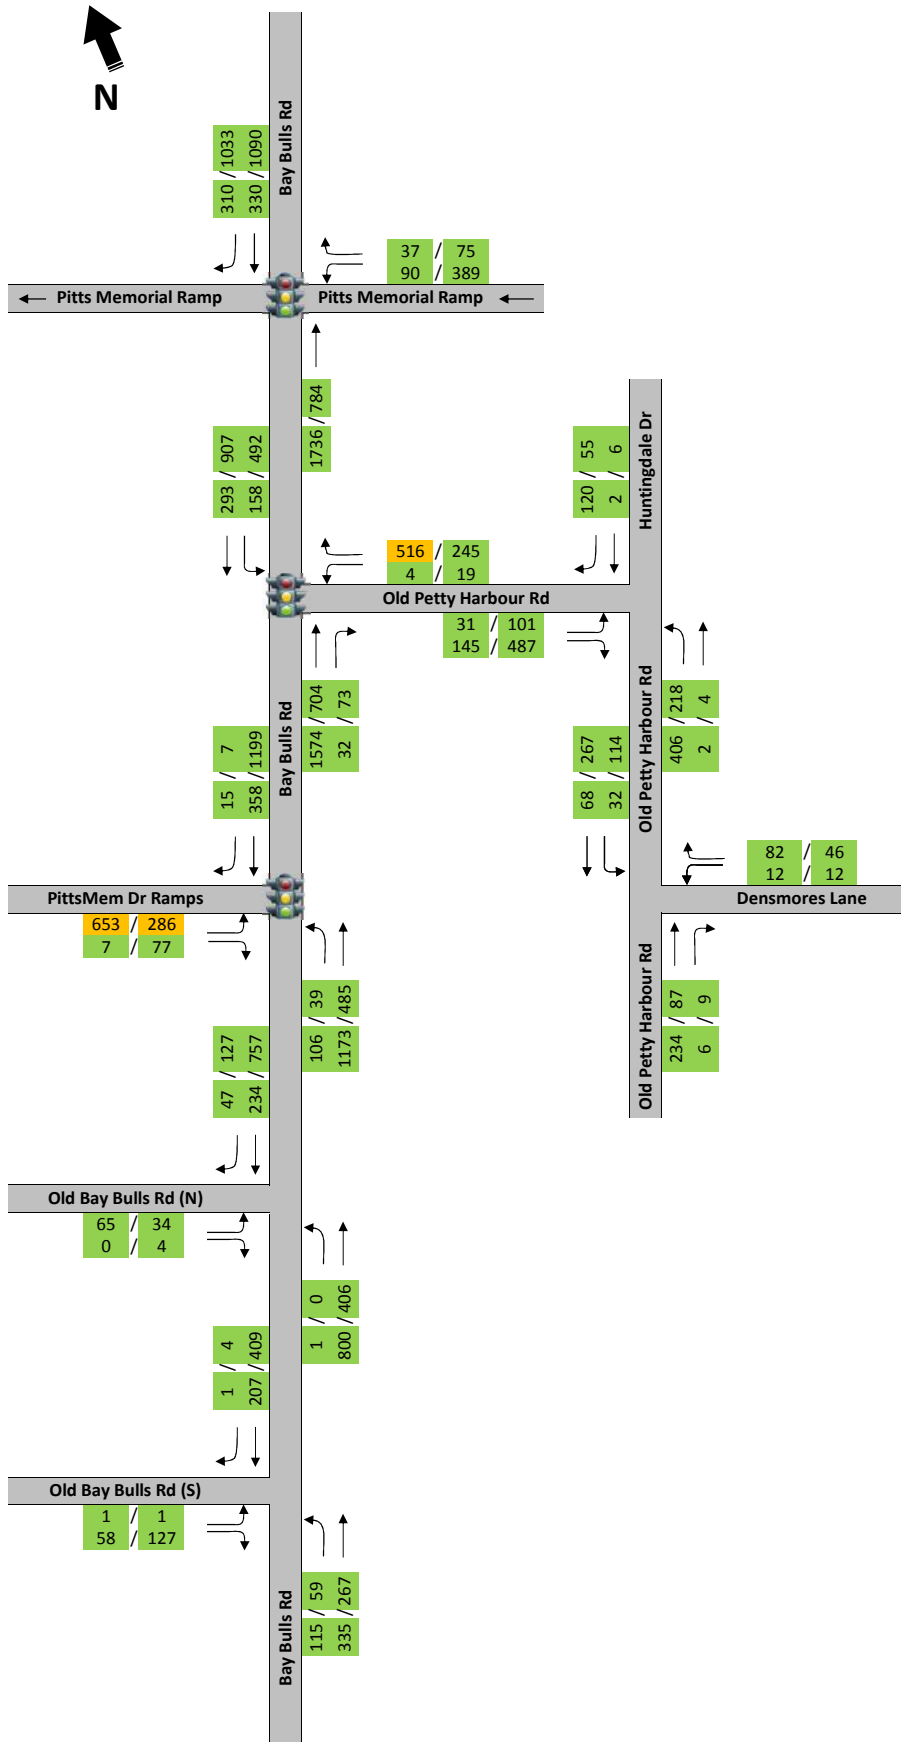 N
Bay Bulls Rd
310 / 1033
330 / 1090
37 / 75
90 / 389
← Pitts Memorial Ramp
Pitts Memorial Ramp ←
1736 / 784
293 / 907
158 / 492
120 / 55
2 / 6
Huntingdale Dr
516 / 245
4 / 19
Old Petty Harbour Rd
31 / 101
145 / 487
Bay Bulls Rd
1574 / 704
32 / 73
15 / 7
358 / 1199
68 / 267
32 / 114
Old Petty Harbour Rd
406 / 218
2 / 4
82 / 46
12 / 12
PittsMem Dr Ramps
Densmores Lane
653 / 286
7 / 77
106 / 39
1173 / 485
Old Petty Harbour Rd
234 / 87
6 / 9
47 / 127
234 / 757
Old Bay Bulls Rd (N)
65 / 34
0 / 4
1 / 0
800 / 406
1 / 4
207 / 409
Old Bay Bulls Rd (S)
1 / 1
58 / 127
Bay Bulls Rd
115 / 59
335 / 267